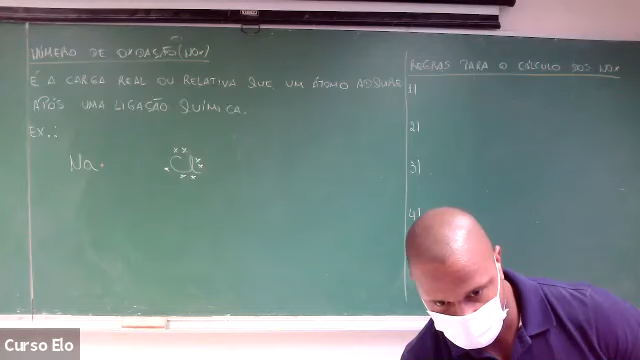 NÚMERO DE OXIDAÇÃO (NOX)
É A CARGA REAL OU RELATIVA QUE UM ÁTOMO ADQUIRE
APÓS UMA LIGAÇÃO QUÍMICA.
EX.:
Na Cl
REGRAS PARA O CÁLCULO DOS NOX
1)
2)
3)
4)
Curso Elo